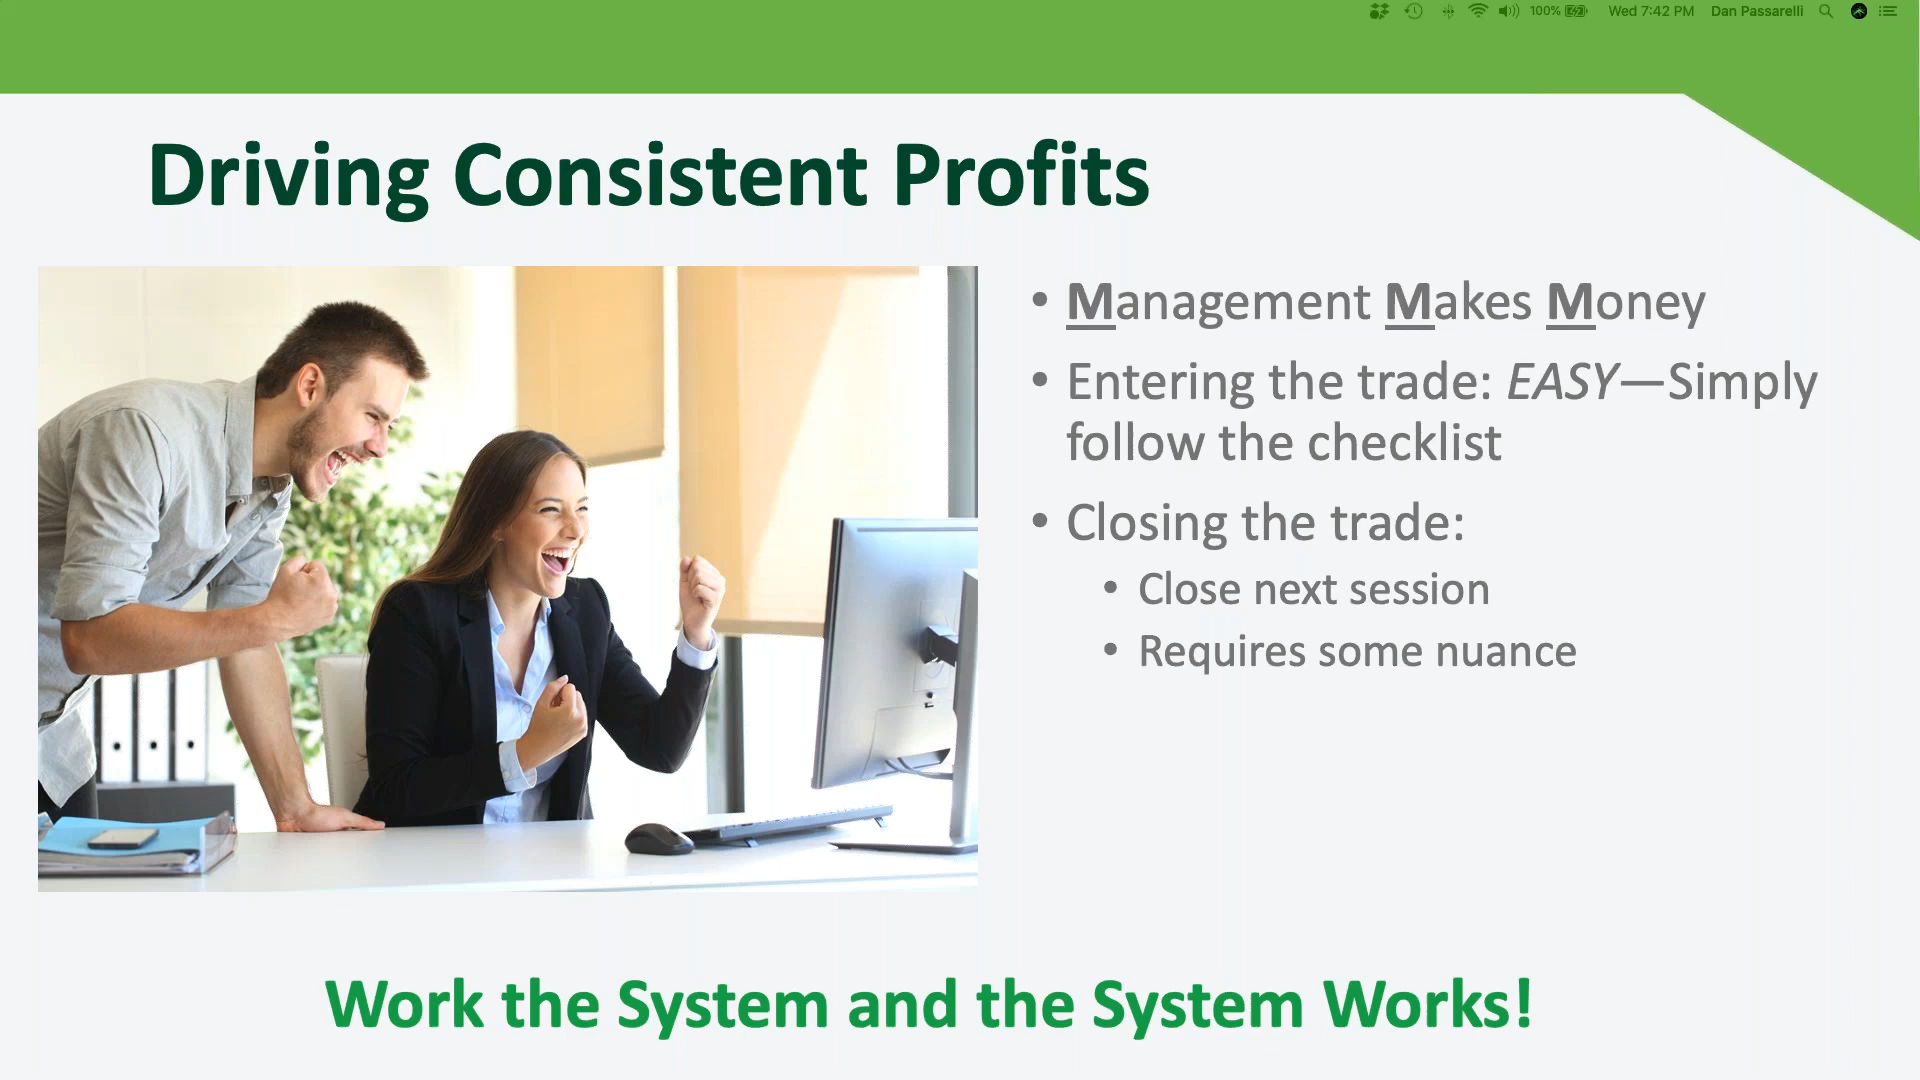 100% Wed 7:42 PM Dan Passarelli
Driving Consistent Profits
• Management Makes Money
• Entering the trade: EASY—Simply
follow the checklist
• Closing the trade:
• Close next session
• Requires some nuance
Work the System and the System Works!